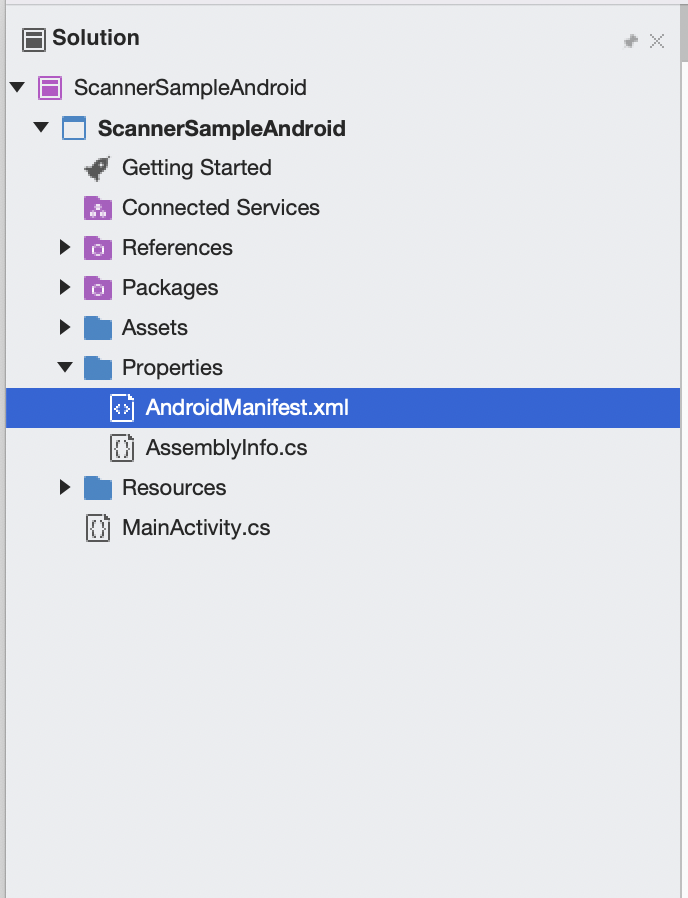 Solution
ScannerSampleAndroid
ScannerSampleAndroid
Getting Started
Connected Services
References
Packages
Assets
Properties
AndroidManifest.xml
AssemblyInfo.cs
Resources
MainActivity.cs